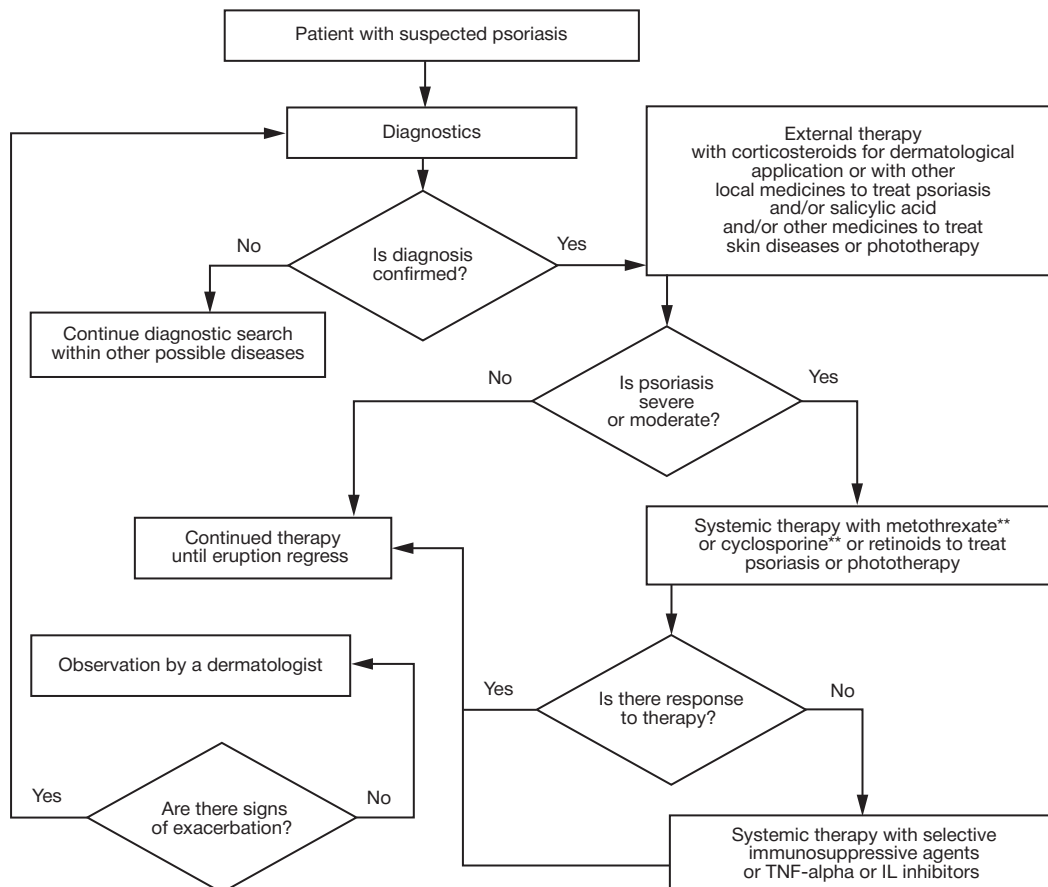 Patient with suspected psoriasis
Diagnostics
External therapy
with corticosteroids for dermatological
application or with other
local medicines to treat psoriasis
and/or salicylic acid
and/or other medicines to treat
skin diseases or phototherapy
No
Is diagnosis
confirmed?
Yes
Continue diagnostic search
within other possible diseases
No
Is psoriasis
severe
or moderate?
Yes
Continued therapy
until eruption regress
Systemic therapy with metothrexate**
or cyclosporine** or retinoids to treat
psoriasis or phototherapy
Observation by a dermatologist
Yes
Is there response
to therapy?
No
Yes
Are there signs
of exacerbation?
No
Systemic therapy with selective
immunosuppressive agents
or TNF-alpha or IL inhibitors